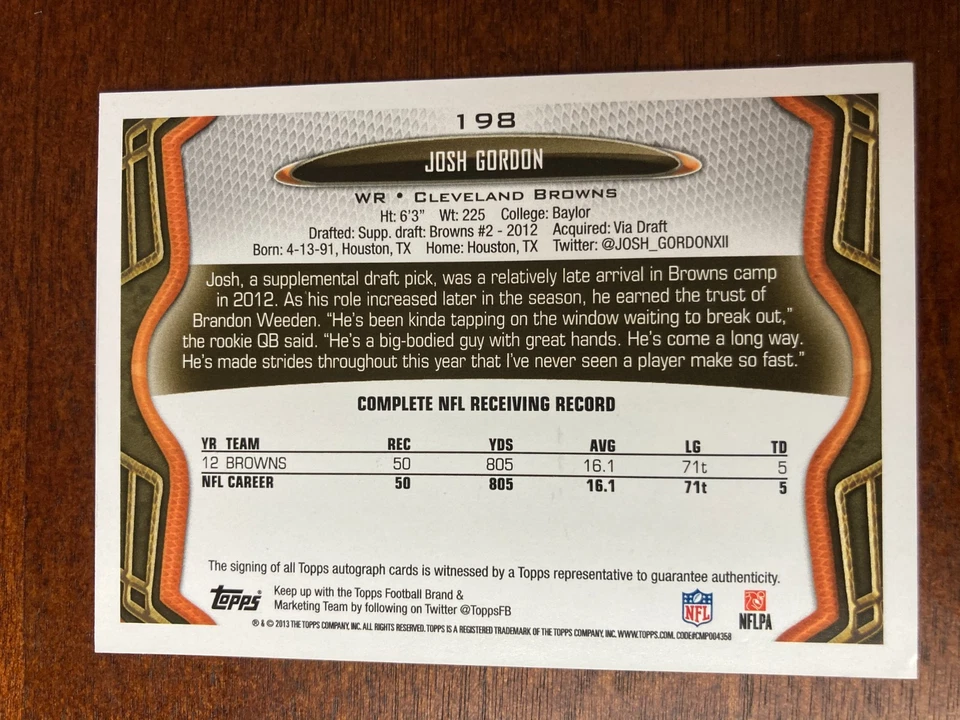 198
JOSH GORDON
WR • CLEVELAND BROWNS
Ht: 6'3" Wt: 225 College: Baylor
Drafted: Supp. draft: Browns #2 - 2012 Acquired: Via Draft
Born: 4-13-91, Houston, TX Home: Houston, TX Twitter: @JOSH_GORDONXII
Josh, a supplemental draft pick, was a relatively late arrival in Browns camp
in 2012. As his role increased later in the season, he earned the trust of
Brandon Weeden. "He's been kinda tapping on the window waiting to break out,"
the rookie QB said. "He's a big-bodied guy with great hands. He's come a long way.
He's made strides throughout this year that I've never seen a player make so fast."
COMPLETE NFL RECEIVING RECORD
YR TEAM REC YDS AVG LG TD
12 BROWNS 50 805 16.1 71t 5
NFL CAREER 50 805 16.1 71t 5
The signing of all Topps autograph cards is witnessed by a Topps representative to guarantee authenticity.
topps
Keep up with the Topps Football Brand &
Marketing Team by following on Twitter @ToppsFB
NFL
NFLPA
® & © 2013 THE TOPPS COMPANY, INC. ALL RIGHTS RESERVED. TOPPS IS A REGISTERED TRADEMARK OF THE TOPPS COMPANY, INC. WWW.TOPPS.COM. CODE#CMP004358